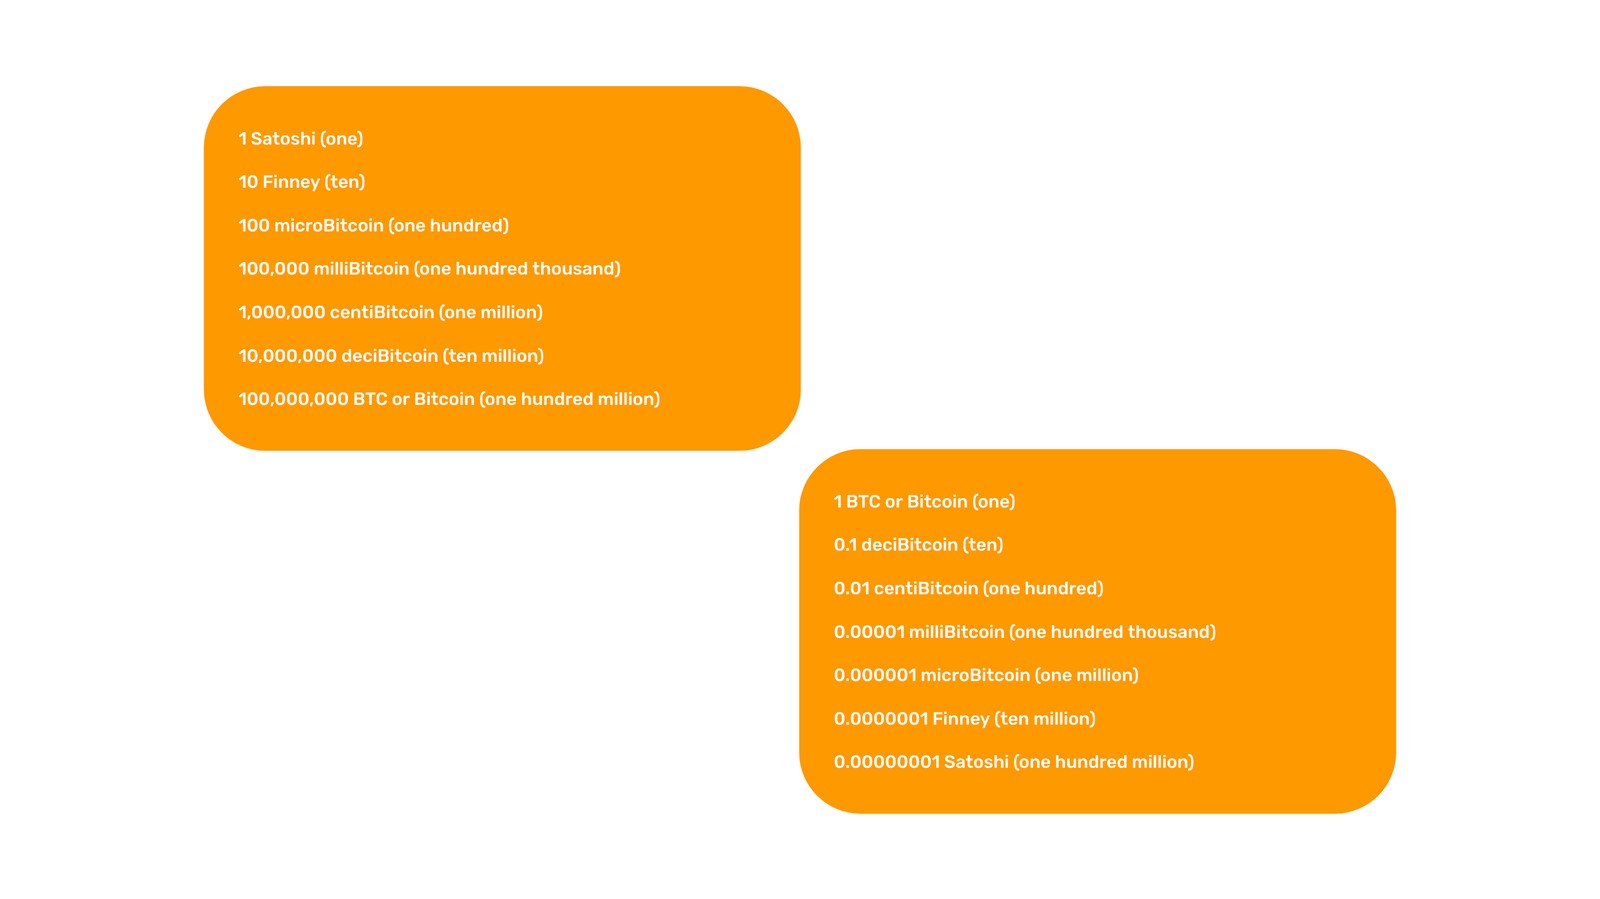 1 Satoshi (one)
10 Finney (ten)
100 microBitcoin (one hundred)
100,000 milliBitcoin (one hundred thousand)
1,000,000 centiBitcoin (one million)
10,000,000 deciBitcoin (ten million)
100,000,000 BTC or Bitcoin (one hundred million)
1 BTC or Bitcoin (one)
0.1 deciBitcoin (ten)
0.01 centiBitcoin (one hundred)
0.00001 milliBitcoin (one hundred thousand)
0.000001 microBitcoin (one million)
0.0000001 Finney (ten million)
0.00000001 Satoshi (one hundred million)